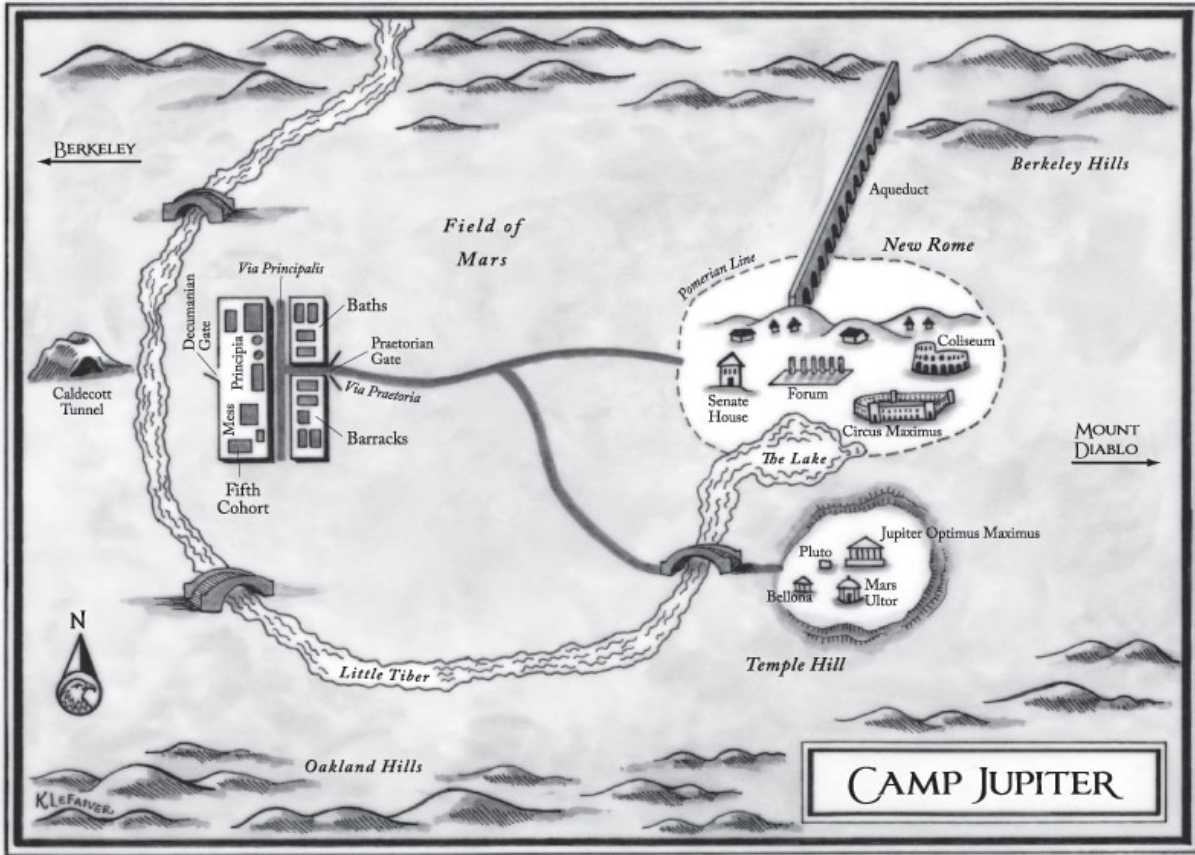 BERKELEY
Berkeley Hills
Aqueduct
Field of
Mars
New Rome
Pomerian Line
Via Principalis
Decumanian
Gate
Baths
Principia
Praetorian
Gate
Via Praetoria
Mess
Barracks
Fifth
Cohort
Caldecott
Tunnel
Coliseum
Senate
House
Forum
Circus Maximus
The Lake
MOUNT
DIABLO
Jupiter Optimus Maximus
Pluto
Bellona
Mars
Ultor
Temple Hill
N
Little Tiber
Oakland Hills
K. LEFAIVER
CAMP JUPITER